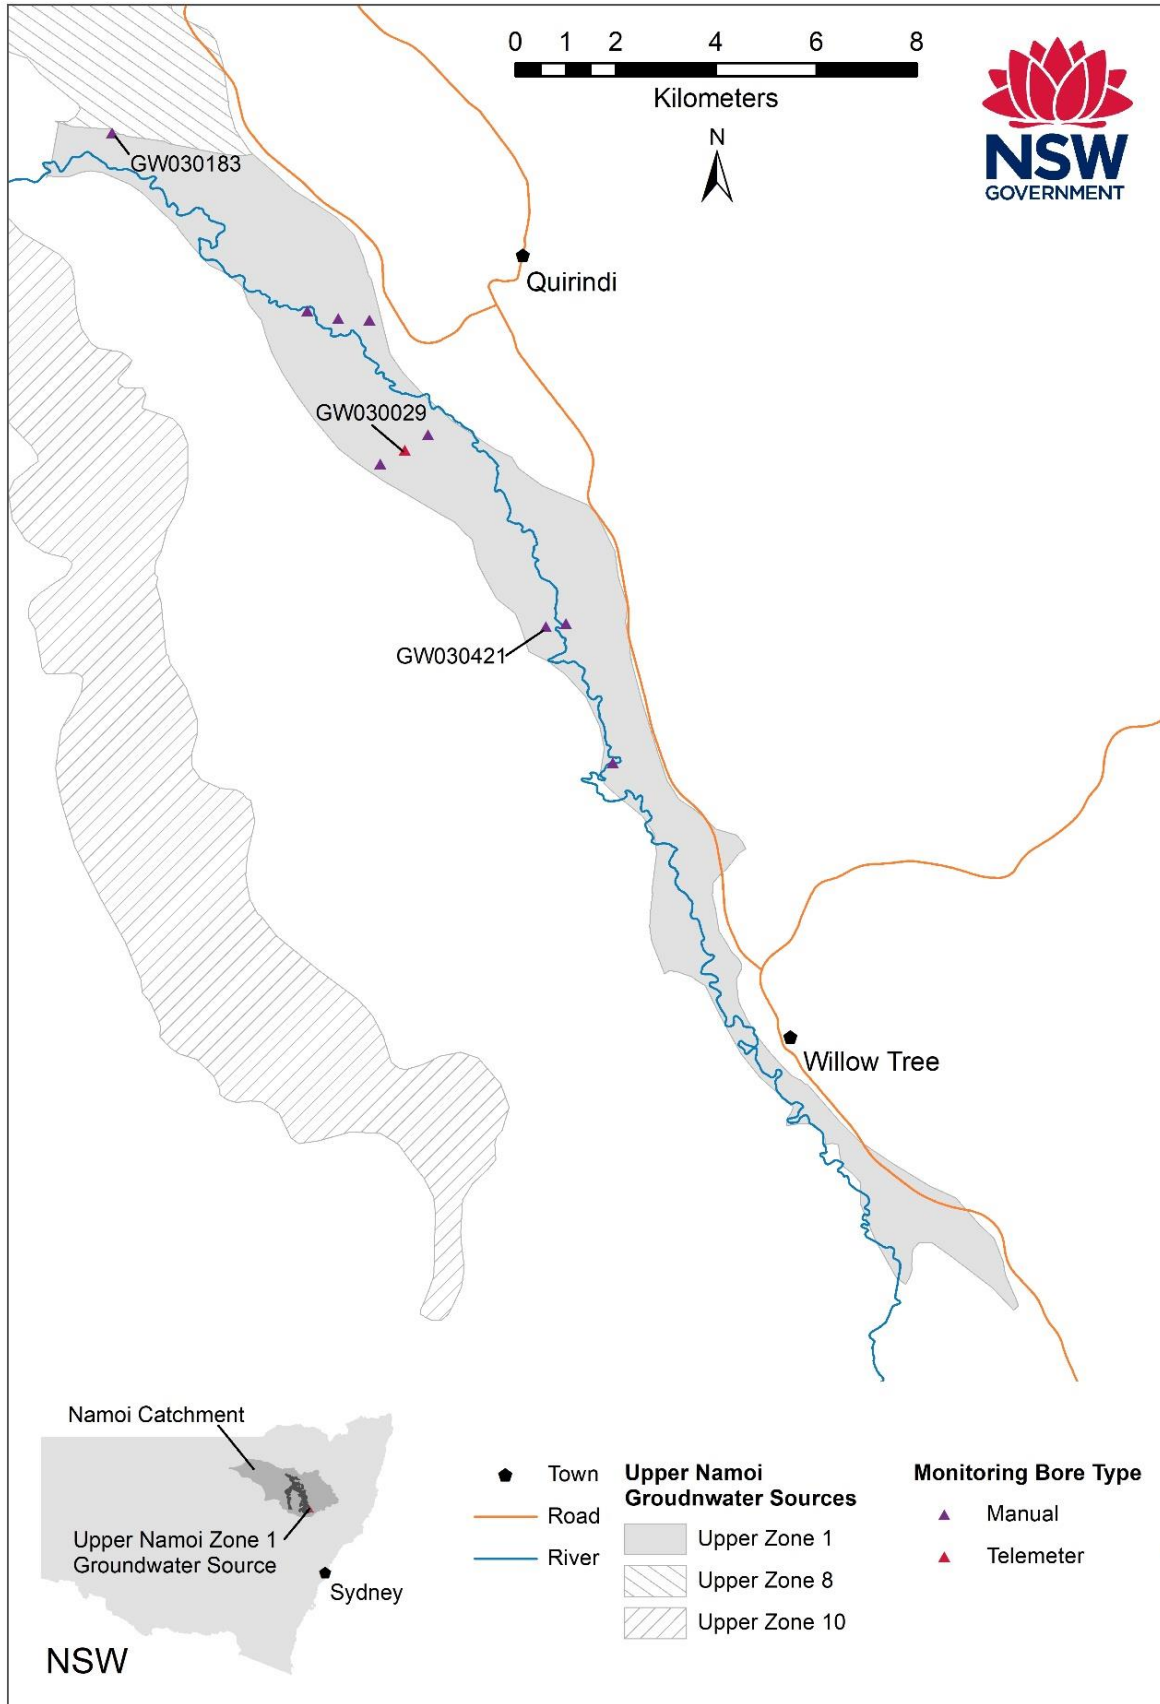 0 1 2 4 6 8
Kilometers
N
NSW
GOVERNMENT
GW030183
Quirindi
GW030029
GW030421
Willow Tree
Namoi Catchment
Upper Namoi Zone 1
Groundwater Source
Sydney
NSW
Town
Road
River
Upper Namoi
Groudnwater Sources
Upper Zone 1
Upper Zone 8
Upper Zone 10
Monitoring Bore Type
Manual
Telemeter